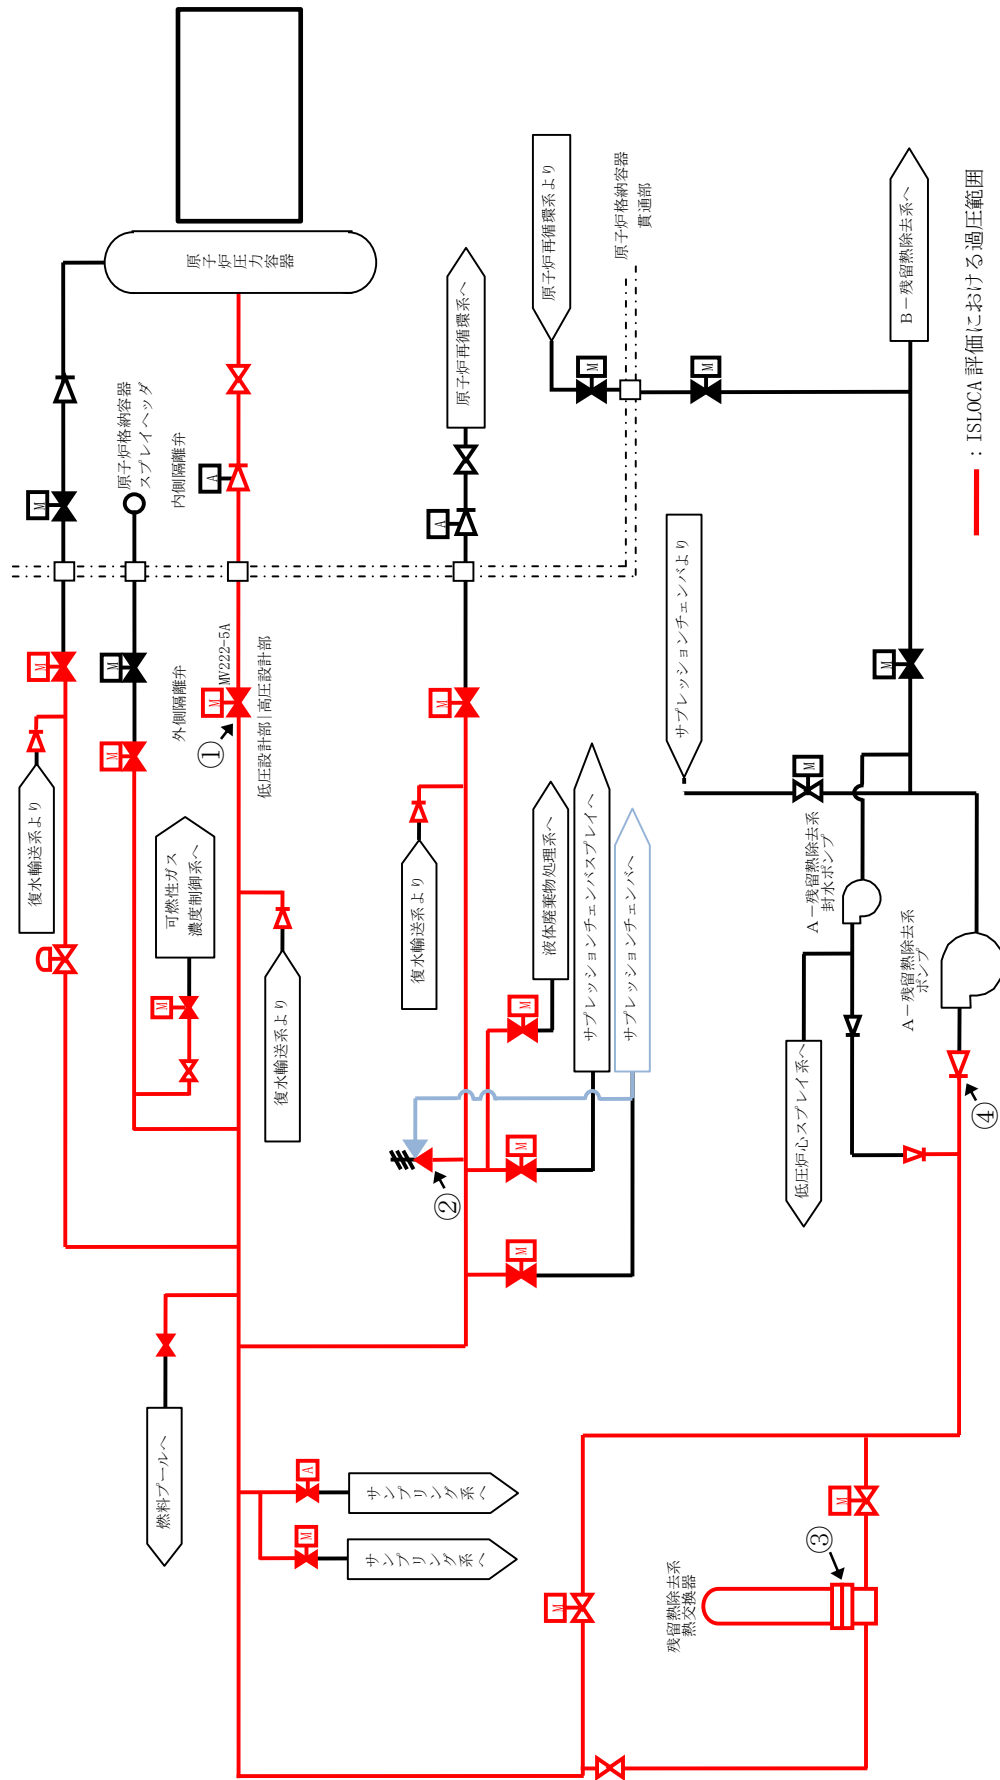 原子炉圧力容器
原子炉格納容器
スプレイヘッダ
内側隔離弁
A
M
原子炉再循環系へ
A
原子炉再循環系より
原子炉格納容器
貫通部
M
M
B－残留熱除去系へ
：ISLOCA 評価における過圧範囲
M
M
M
外側隔離弁
MV222-5A
M
①
低圧設計部｜高圧設計部
M
サプレッションチェンバより
M
M
復水輸送系より
可燃性ガス
濃度制御系へ
M
復水輸送系より
復水輸送系より
液体廃棄物処理系へ
サプレッションチェンバスプレイへ
サプレッションチェンバへ
M
M
M
②
A－残留熱除去系
封水ポンプ
A－残留熱除去系
ポンプ
低圧炉心スプレイ系へ
④
燃料プールへ
A
サンプリング系へ
M
サンプリング系へ
M
M
③
残留熱除去系
熱交換器